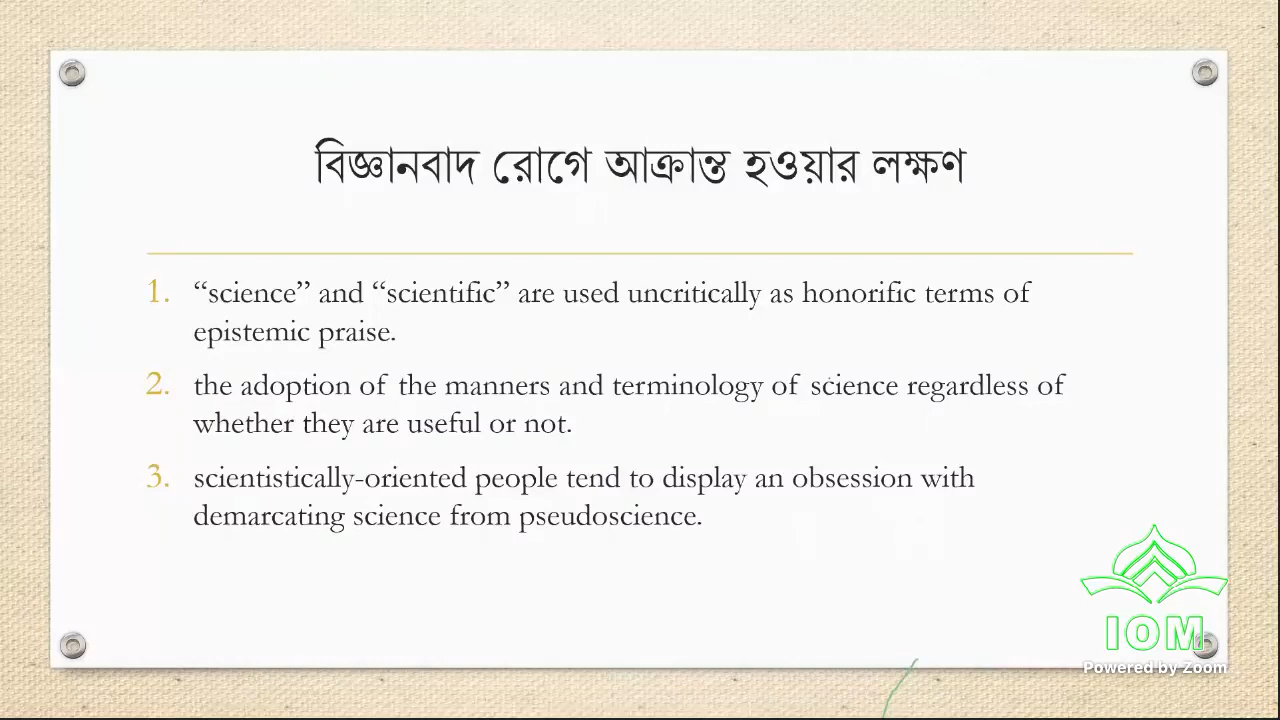 বিজ্ঞানবাদ রোগে আক্রান্ত হওয়ার লক্ষণ
1. “science” and “scientific” are used uncritically as honorific terms of
epistemic praise.
2. the adoption of the manners and terminology of science regardless of
whether they are useful or not.
3. scientistically-oriented people tend to display an obsession with
demarcating science from pseudoscience.
IOM
Powered by Zoom